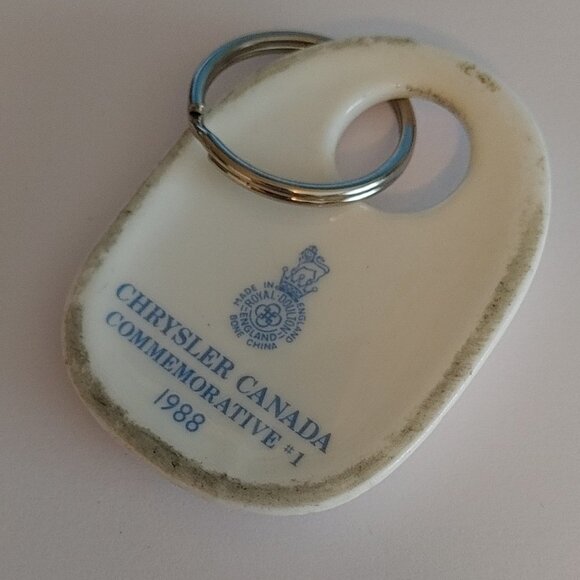 MADE IN ENGLAND
ROYAL DOULTON
ENGLAND
BONE CHINA
CHRYSLER CANADA
COMMEMORATIVE #1
1988